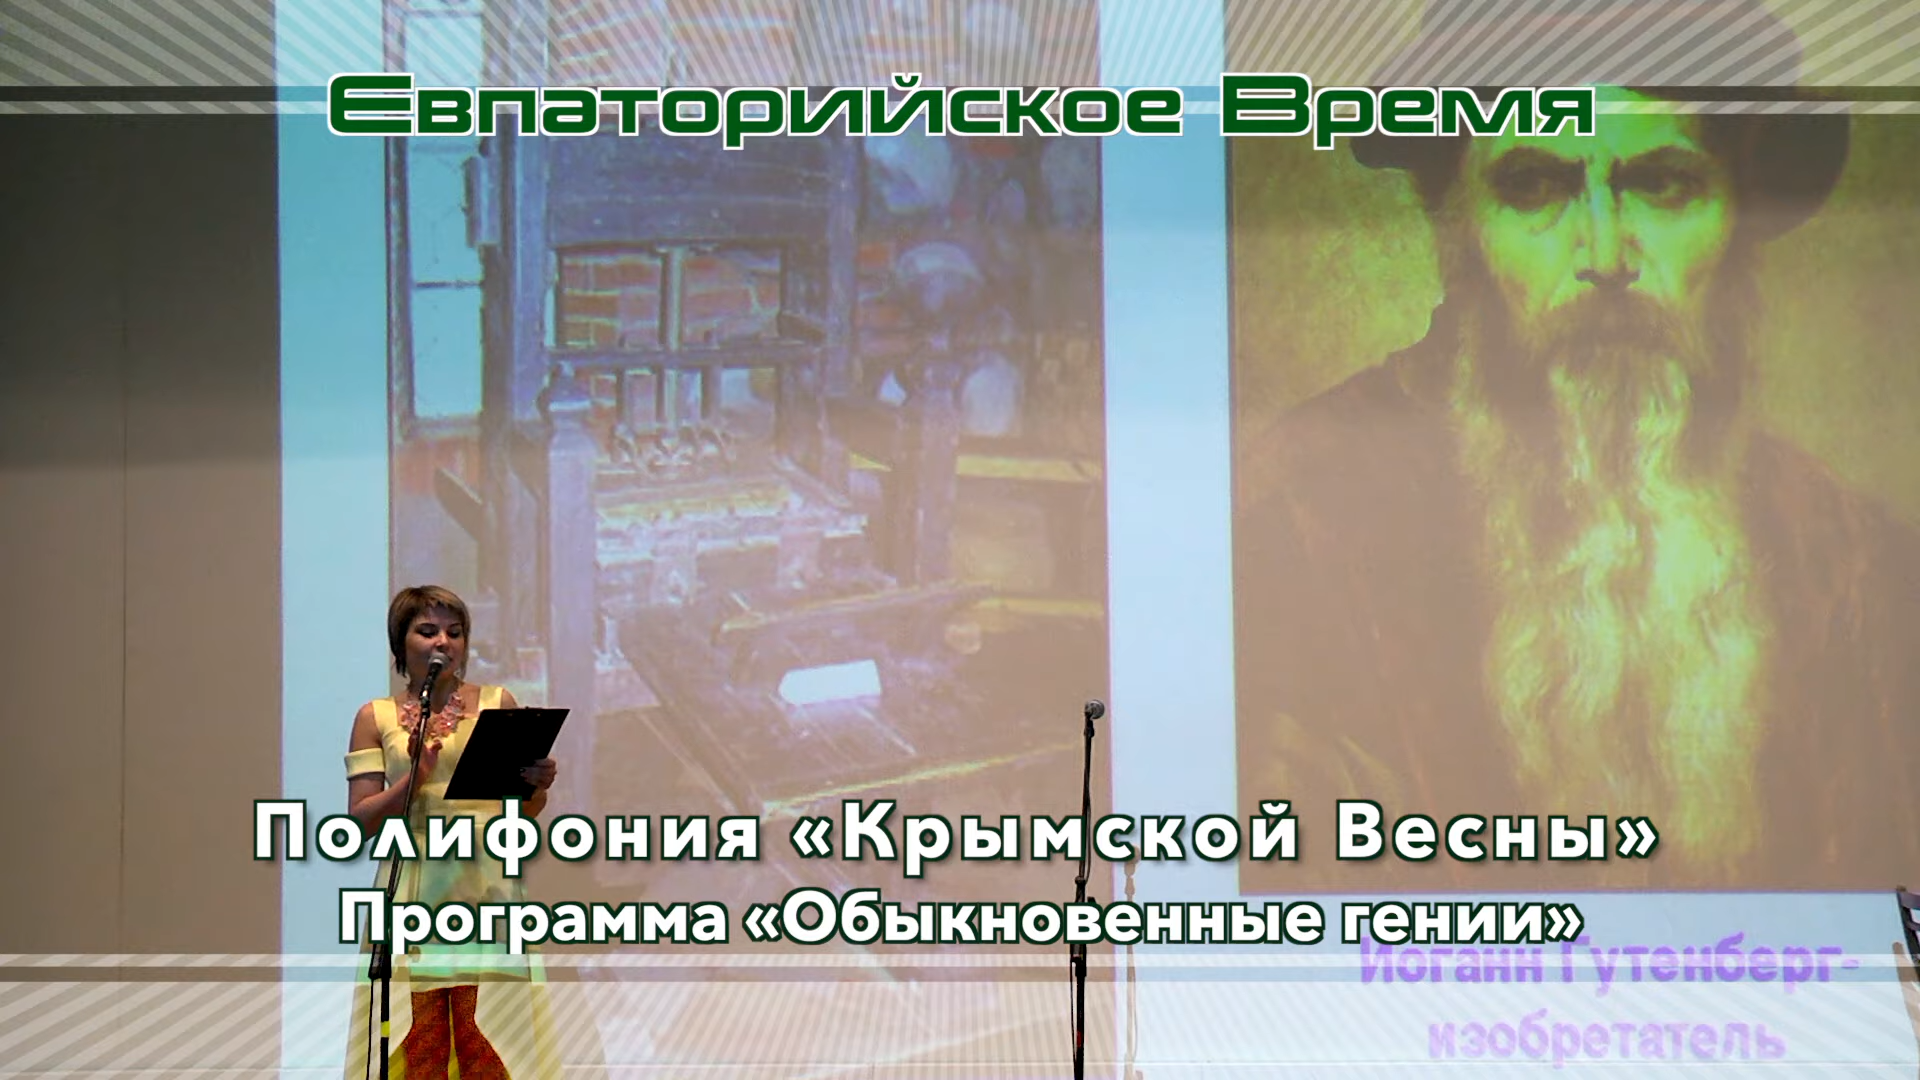 Евпаторийское Время
Полифония «Крымской Весны»
Программа «Обыкновенные гении»
Иоганн Гутенберг-
изобретатель